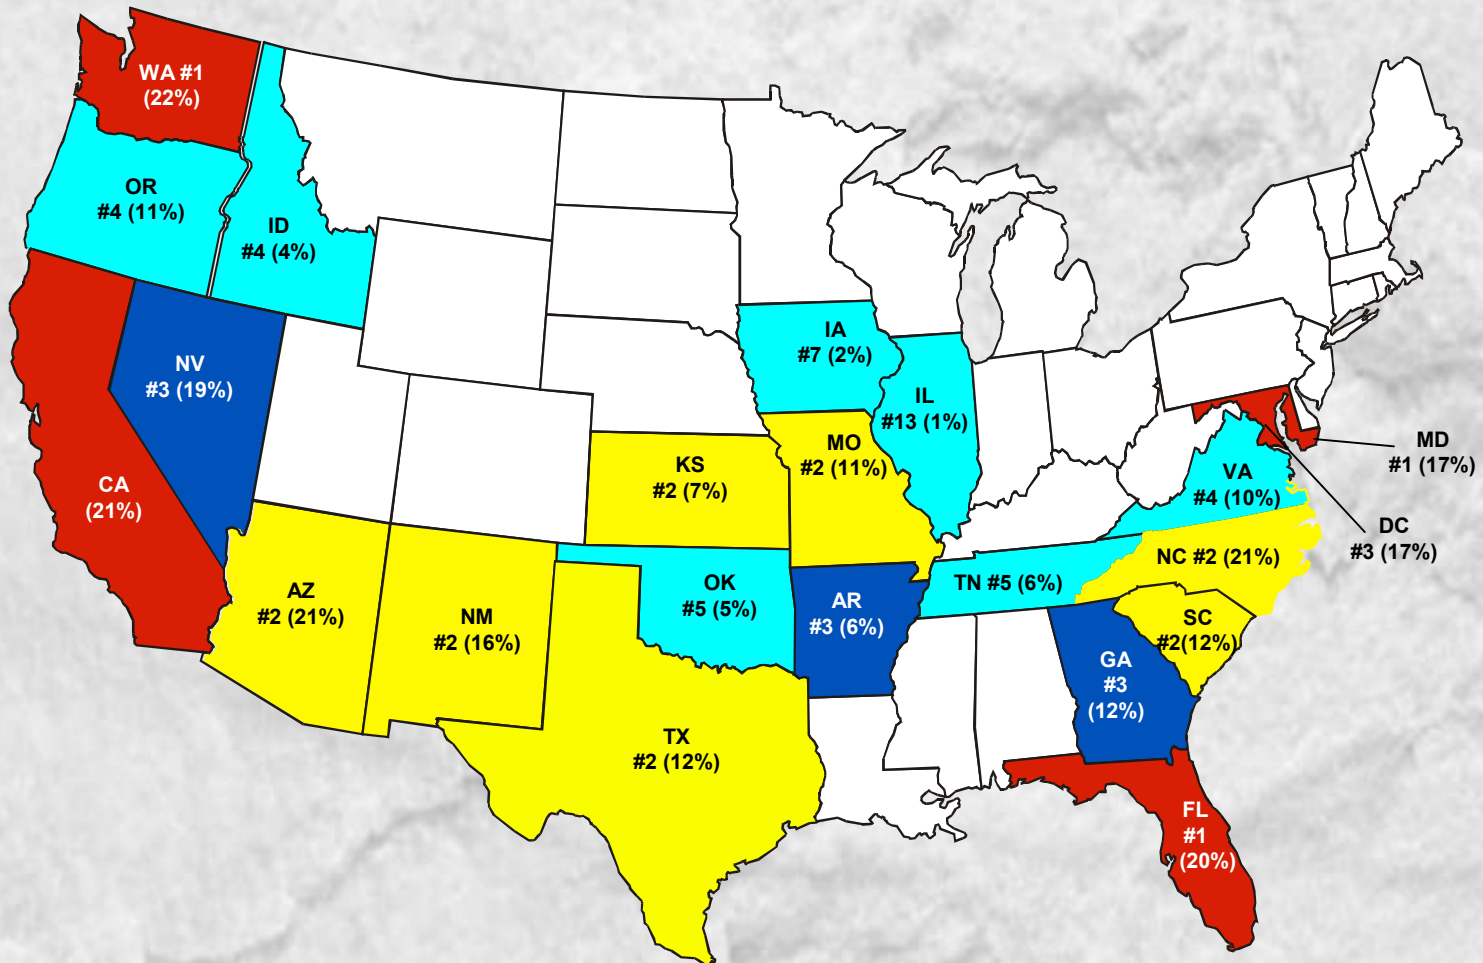 WA #1
(22%)
OR
#4 (11%)
ID
#4 (4%)
NV
#3 (19%)
CA
(21%)
AZ
#2 (21%)
NM
#2 (16%)
KS
#2 (7%)
OK
#5 (5%)
TX
#2 (12%)
IA
#7 (2%)
MO
#2 (11%)
IL
#13 (1%)
AR
#3 (6%)
TN #5 (6%)
VA
#4 (10%)
NC #2 (21%)
SC
#2(12%)
GA
#3
(12%)
FL
#1
(20%)
MD
#1 (17%)
DC
#3 (17%)